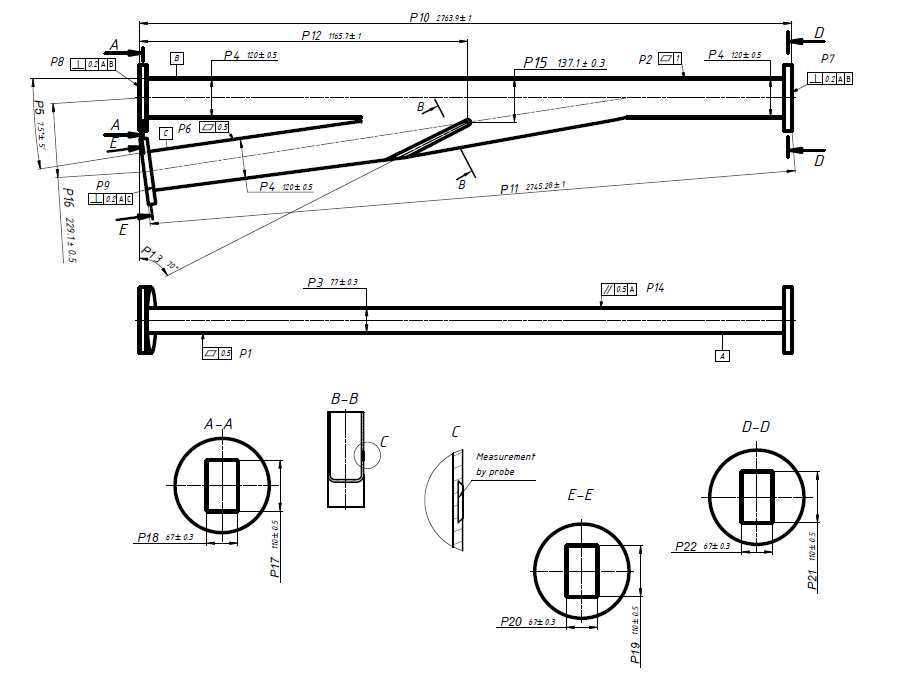 P10 2763.9± 1
P12 1165.7± 1
A
D
P8 ⊥ 0.2 A B
B
P4 120± 0.5
P15 137.1± 0.3
P2 ▱ 1
P4 120± 0.5
P7
⊥ 0.2 A B
B
P5 7.5°± 5'
A
P6 ▱ 0.5
C
E
D
P9
⊥ 0.2 A C
P4 120± 0.5
B
P11 2745.28± 1
P16 229.1± 0.5
E
P13 70°
P3 77± 0.3
// 0.5 A P14
▱ 0.5 P1
A
B-B
A-A
C
C
D-D
Measurement
by probe
E-E
P18 67± 0.3
P17 110± 0.5
P22 67± 0.3
P21 110± 0.5
P20 67± 0.3
P19 110± 0.5